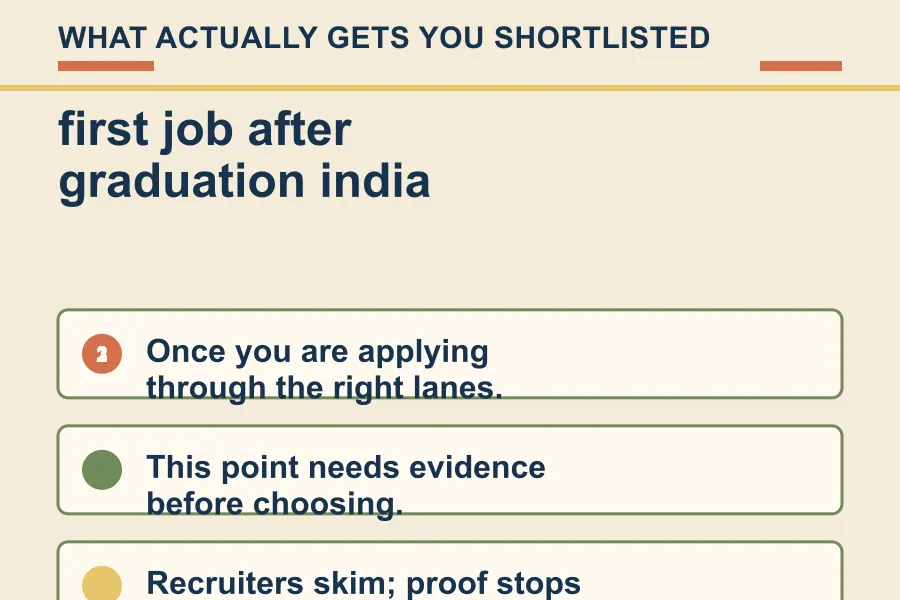 WHAT ACTUALLY GETS YOU SHORTLISTED
first job after
graduation india
Once you are applying
through the right lanes.
This point needs evidence
before choosing.
Recruiters skim; proof stops